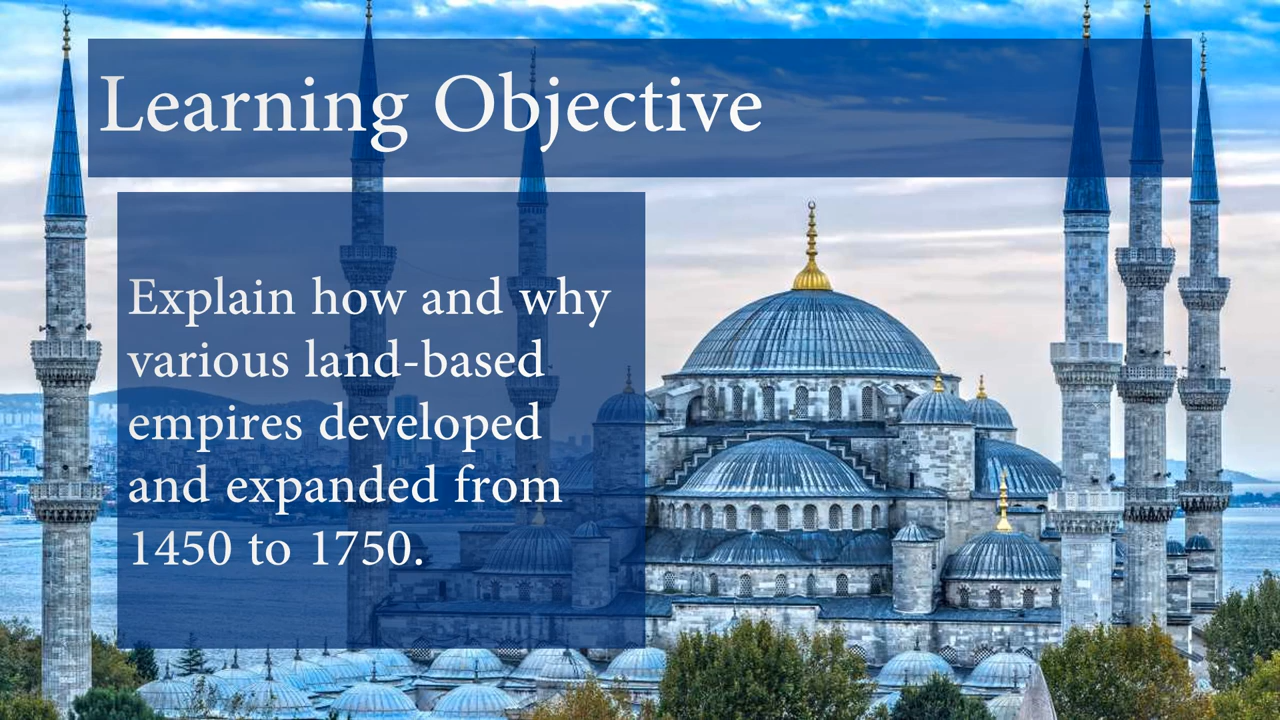 Learning Objective
Explain how and why
various land-based
empires developed
and expanded from
1450 to 1750.